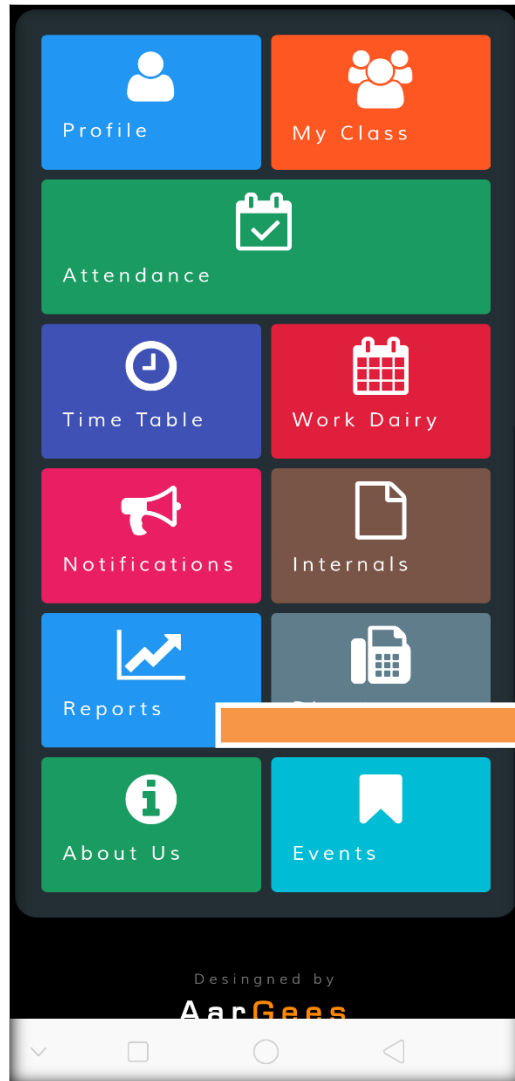 Profile
My Class
Attendance
Time Table
Work Dairy
Notifications
Internals
Reports
About Us
Events
Desingned by
AarGees